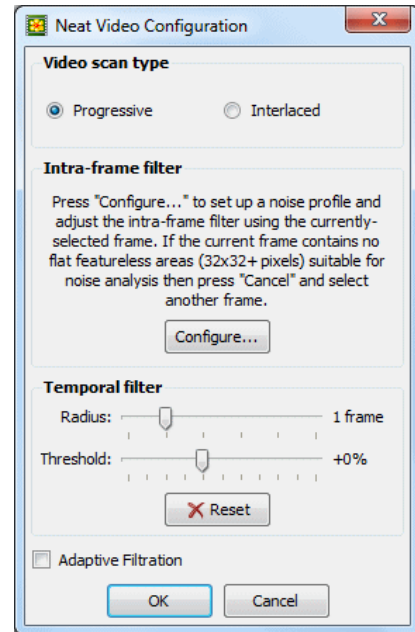 Neat Video Configuration
Video scan type
Progressive Interlaced
Intra-frame filter
Press "Configure..." to set up a noise profile and
adjust the intra-frame filter using the currently-
selected frame. If the current frame contains no
flat featureless areas (32x32+ pixels) suitable for
noise analysis then press "Cancel" and select
another frame.
Configure...
Temporal filter
Radius: 1 frame
Threshold: +0%
Reset
Adaptive Filtration
OK Cancel